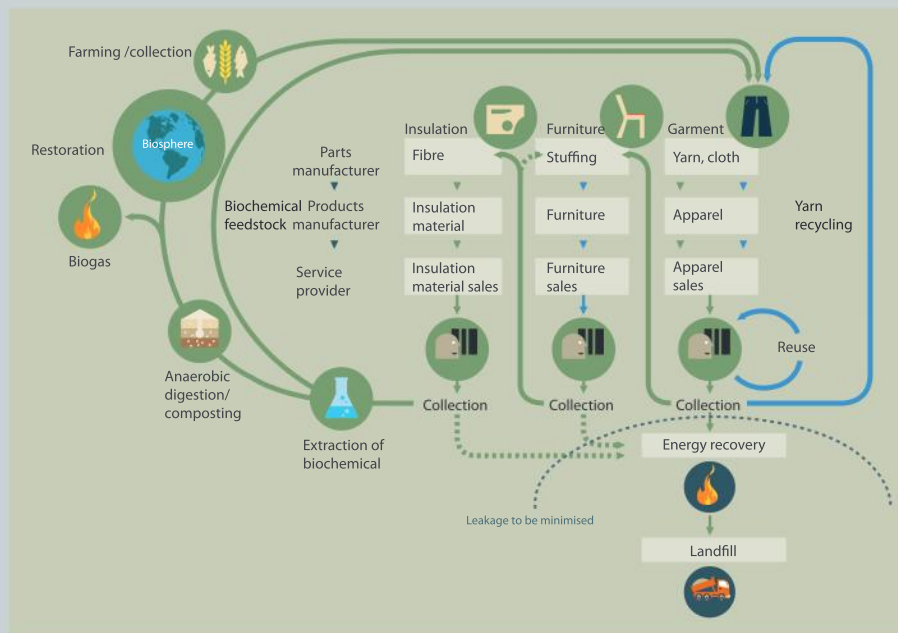 Farming /collection
Restoration
Biosphere
Biogas
Anaerobic
digestion/
composting
Extraction of
biochemical
Biochemical
feedstock
Parts
manufacturer
Products
manufacturer
Service
provider
Insulation
Fibre
Insulation
material
Insulation
material sales
Collection
Furniture
Stuffing
Furniture
Furniture
sales
Collection
Garment
Yarn, cloth
Apparel
Apparel
sales
Collection
Yarn
recycling
Reuse
Energy recovery
Leakage to be minimised
Landfill